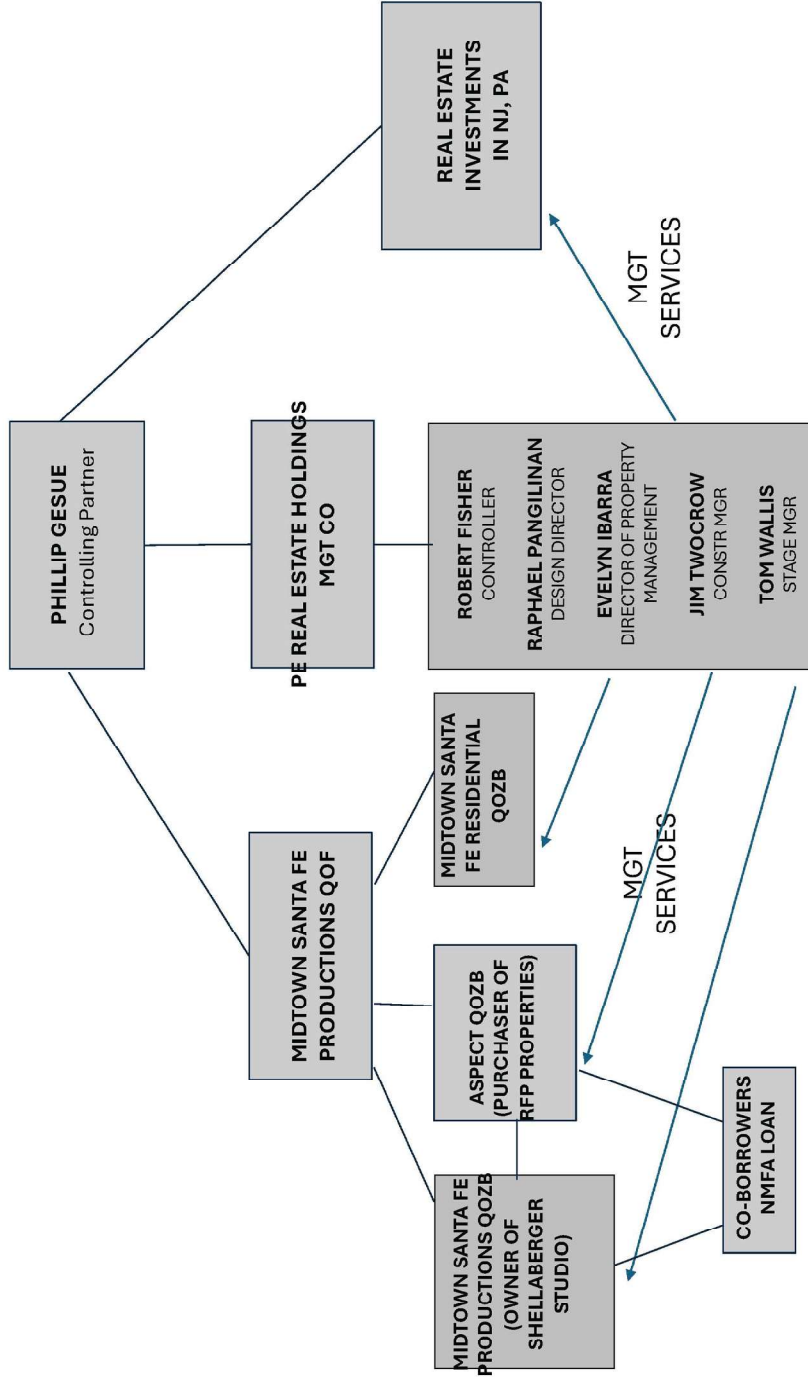 PHILLIP GESUE
Controlling Partner
MIDTOWN SANTA FE
PRODUCTIONS QOF
PE REAL ESTATE HOLDINGS
MGT CO
REAL ESTATE
INVESTMENTS
IN NJ, PA
MIDTOWN SANTA FE
PRODUCTIONS QOZB
(OWNER OF
SHELLABERGER
STUDIO)
ASPECT QOZB
(PURCHASER OF
RFP PROPERTIES)
MIDTOWN SANTA
FE RESIDENTIAL
QOZB
ROBERT FISHER
CONTROLLER
RAPHAEL PANGILINAN
DESIGN DIRECTOR
EVELYN IBARRA
DIRECTOR OF PROPERTY
MANAGEMENT
JIM TWOCROW
CONSTR MGR
TOM WALLIS
STAGE MGR
MGT
SERVICES
MGT
SERVICES
CO-BORROWERS
NMFA LOAN